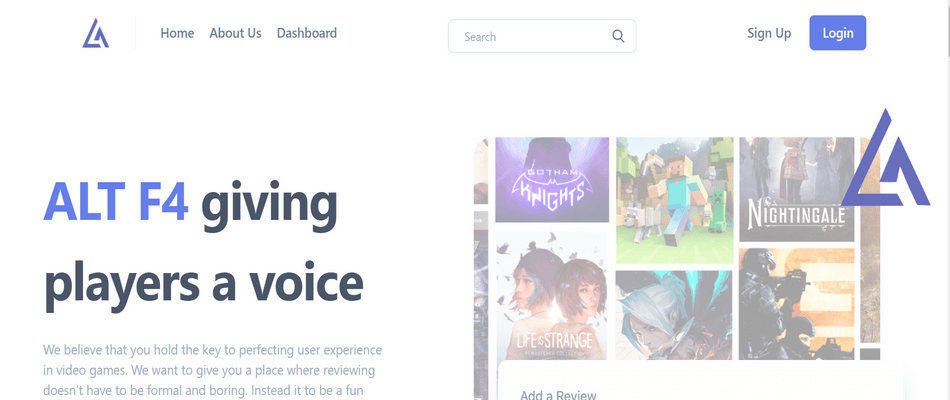 Home About Us Dashboard
Search
Sign Up Login
ALT F4 giving
players a voice
We believe that you hold the key to perfecting user experience
in video games. We want to give you a place where reviewing
doesn't have to be formal and boring. Instead it to be a fun
GOTHAM
KNIGHTS
NIGHTINGALE
LIFE IS STRANGE
Add a Review